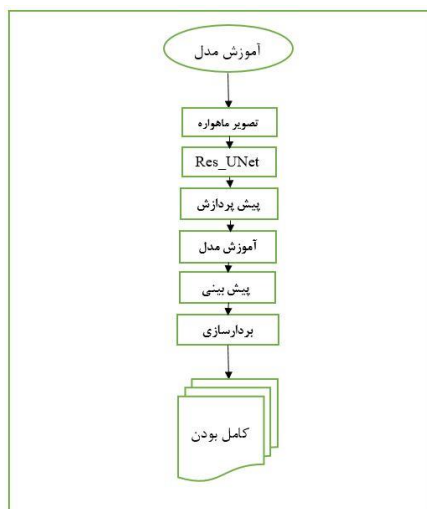 آموزش مدل
تصویر ماهواره
Res_UNet
پیش پردازش
آموزش مدل
پیش بینی
بردارسازی
کامل بودن